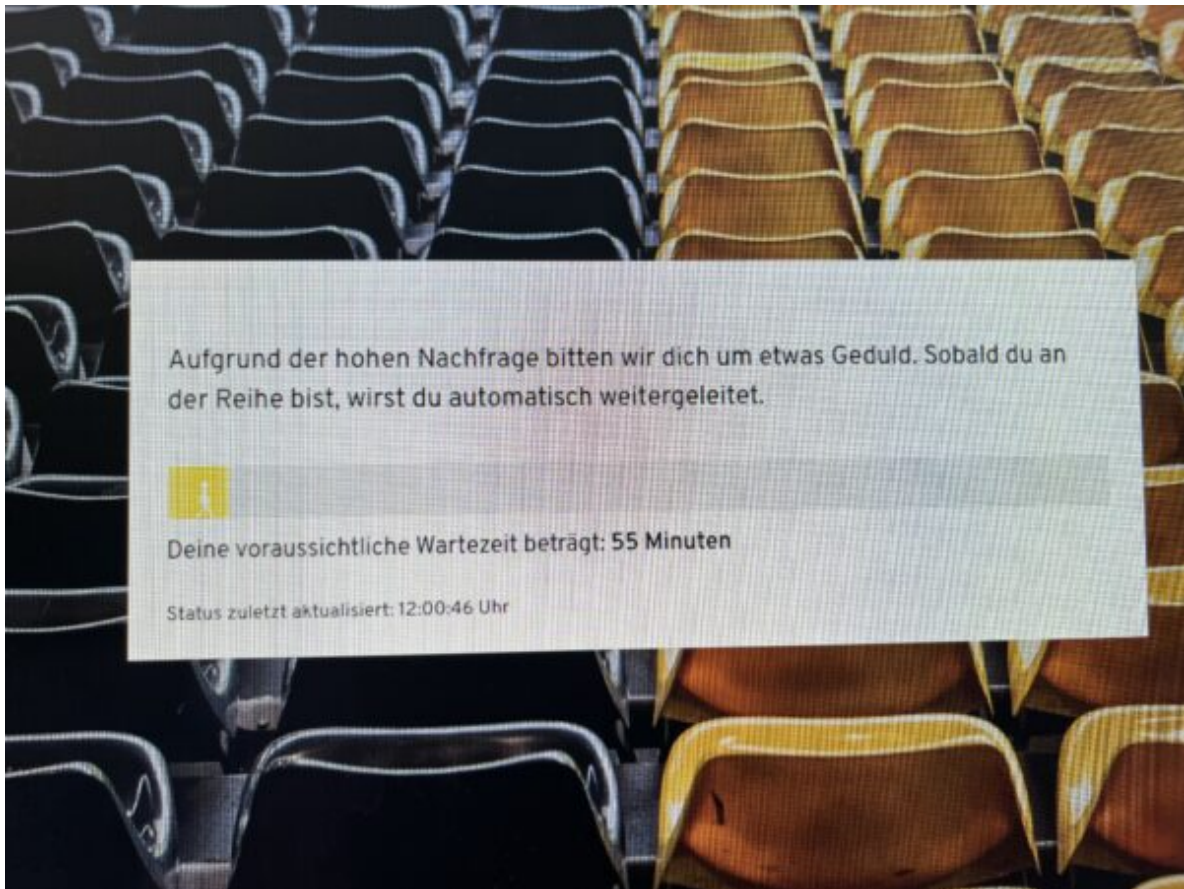 Aufgrund der hohen Nachfrage bitten wir dich um etwas Geduld. Sobald du an
der Reihe bist, wirst du automatisch weitergeleitet.
Deine voraussichtliche Wartezeit beträgt: 55 Minuten
Status zuletzt aktualisiert: 12:00:46 Uhr